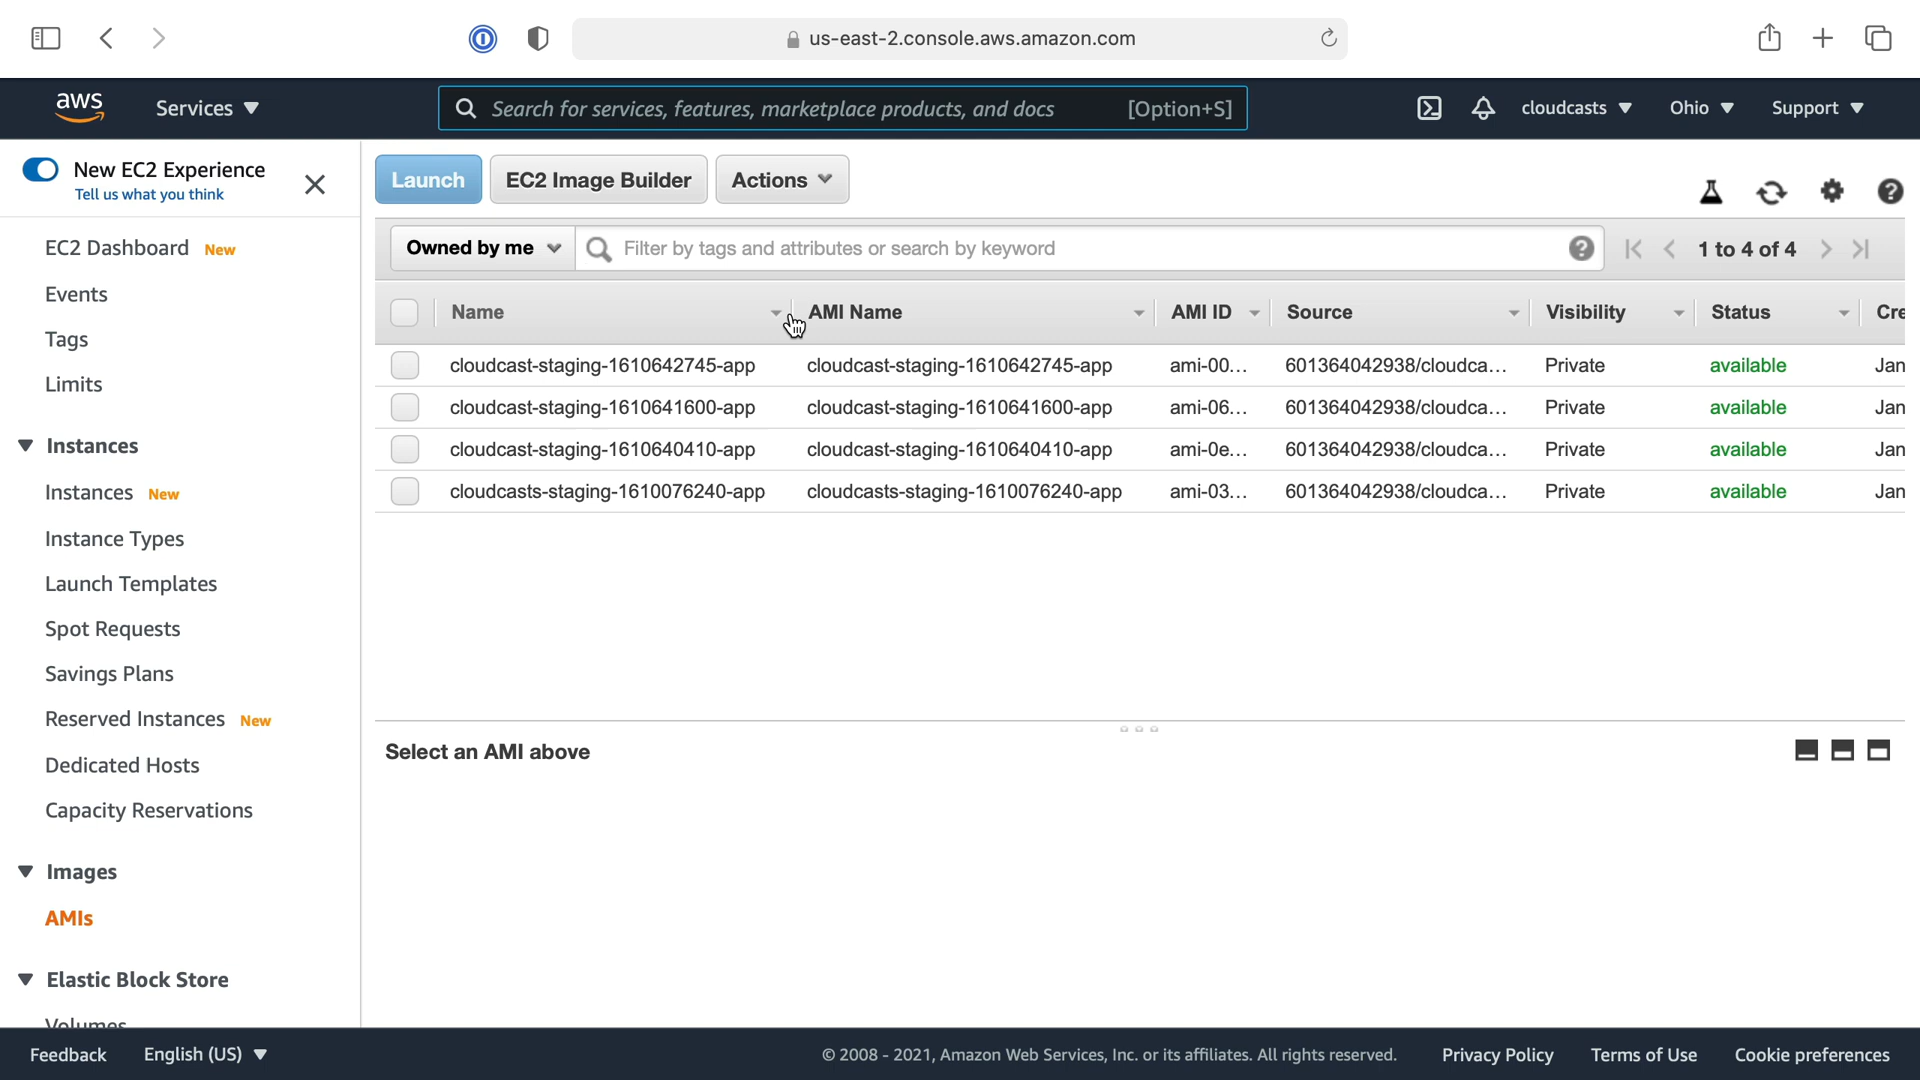 us-east-2.console.aws.amazon.com
aws
Services
Search for services, features, marketplace products, and docs [Option+S]
cloudcasts
Ohio
Support
New EC2 Experience
Tell us what you think
Launch
EC2 Image Builder
Actions
EC2 Dashboard New
Events
Tags
Limits
Instances
Instances New
Instance Types
Launch Templates
Spot Requests
Savings Plans
Reserved Instances New
Dedicated Hosts
Capacity Reservations
Images
AMIs
Elastic Block Store
Volumes
Owned by me
Filter by tags and attributes or search by keyword
1 to 4 of 4
Name AMI Name AMI ID Source Visibility Status Cre
cloudcast-staging-1610642745-app cloudcast-staging-1610642745-app ami-00... 601364042938/cloudca... Private available Jan
cloudcast-staging-1610641600-app cloudcast-staging-1610641600-app ami-06... 601364042938/cloudca... Private available Jan
cloudcast-staging-1610640410-app cloudcast-staging-1610640410-app ami-0e... 601364042938/cloudca... Private available Jan
cloudcasts-staging-1610076240-app cloudcasts-staging-1610076240-app ami-03... 601364042938/cloudca... Private available Jan
Select an AMI above
Feedback
English (US)
© 2008 - 2021, Amazon Web Services, Inc. or its affiliates. All rights reserved.
Privacy Policy
Terms of Use
Cookie preferences